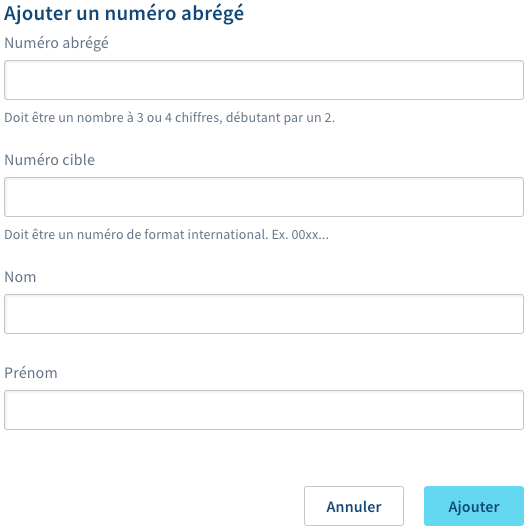 Ajouter un numéro abrégé
Numéro abrégé
Doit être un nombre à 3 ou 4 chiffres, débutant par un 2.
Numéro cible
Doit être un numéro de format international. Ex. 00xx...
Nom
Prénom
Annuler Ajouter